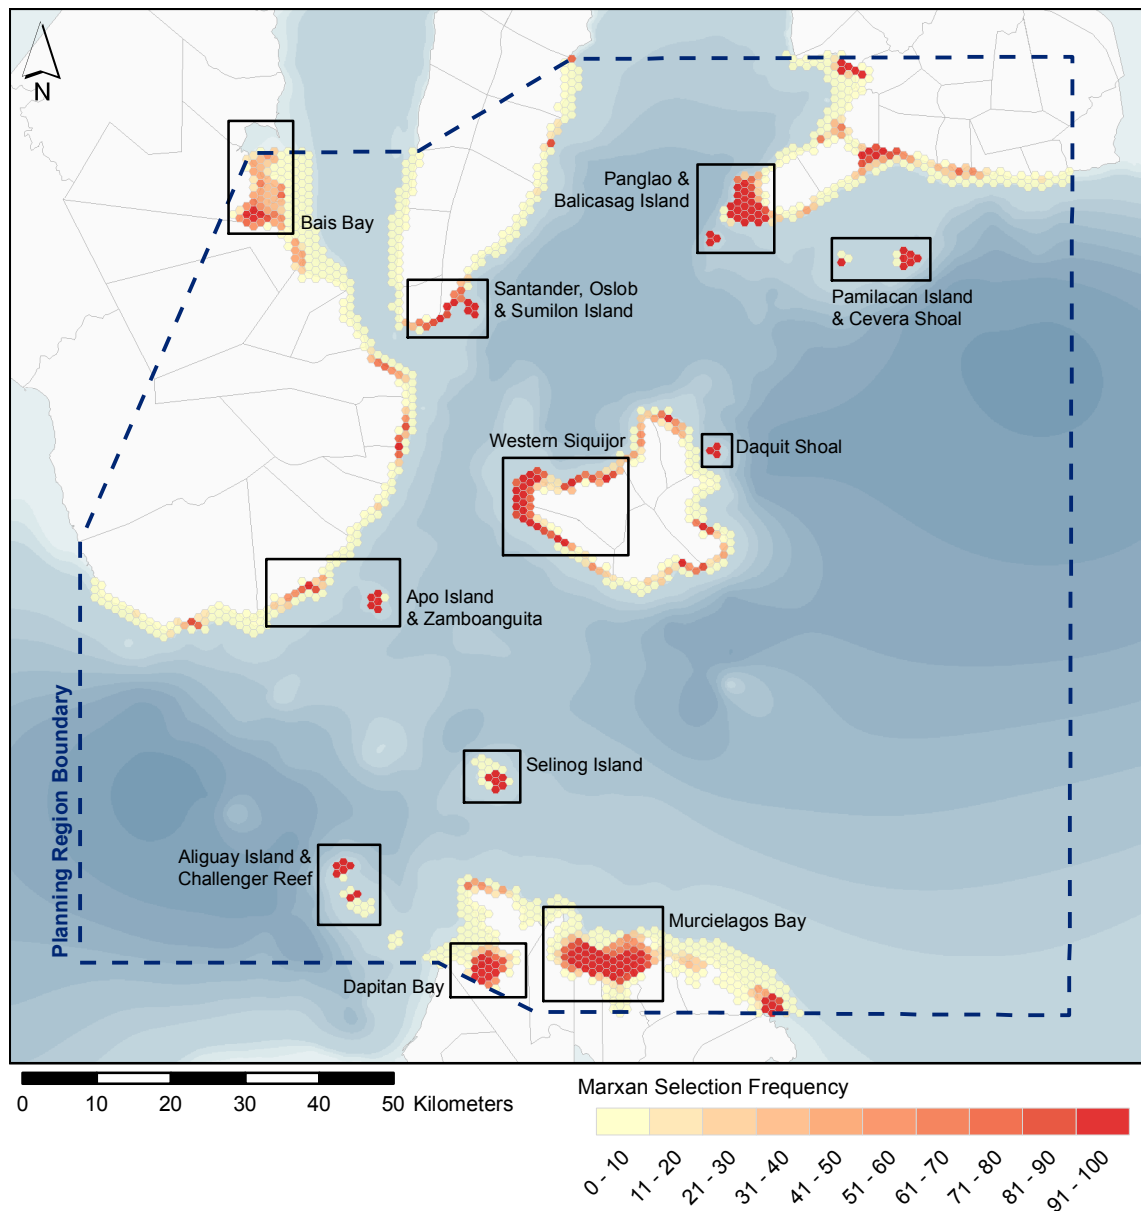 N
Bais Bay
Panglao &
Balicasag Island
Santander, Oslob
& Sumilon Island
Pamilacan Island
& Cevera Shoal
Western Siquijor
Daquit Shoal
Apo Island
& Zamboanguita
Planning Region Boundary
Selinog Island
Aliguay Island &
Challenger Reef
Murcielagos Bay
Dapitan Bay
0 10 20 30 40 50 Kilometers
Marxan Selection Frequency
0 - 10
11 - 20
21 - 30
31 - 40
41 - 50
51 - 60
61 - 70
71 - 80
81 - 90
91 - 100